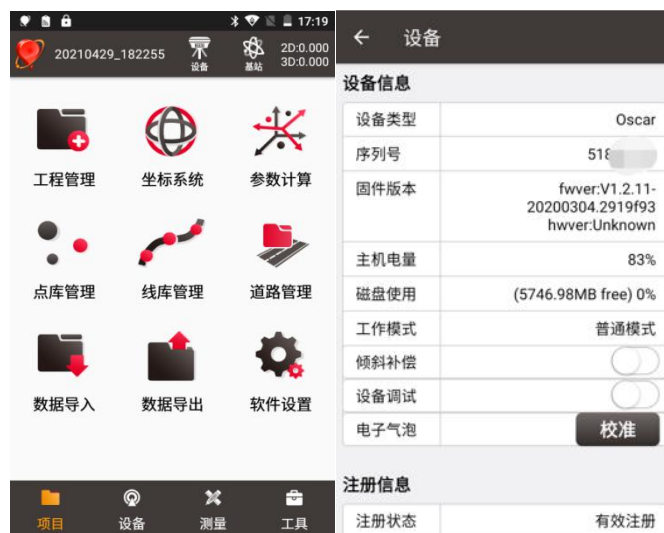 17:19
20210429_182255
设备
基站
2D:0.000
3D:0.000
工程管理
坐标系统
参数计算
点库管理
线库管理
道路管理
数据导入
数据导出
软件设置
项目
设备
测量
工具
设备
设备信息
设备类型 Oscar
序列号 518
固件版本 fwver:V1.2.11-
20200304.2919f93
hwver:Unknown
主机电量 83%
磁盘使用 (5746.98MB free) 0%
工作模式 普通模式
倾斜补偿
设备调试
电子气泡 校准
注册信息
注册状态 有效注册